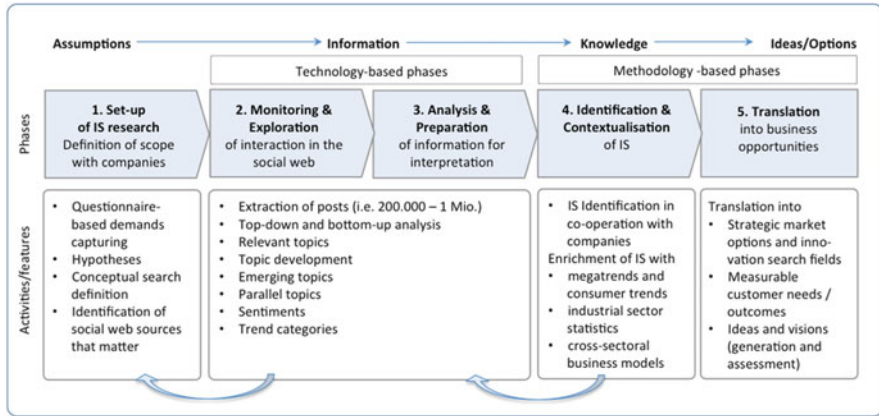 Assumptions
Information
Knowledge
Ideas/Options
Technology-based phases
Methodology -based phases
Phases
1. Set-up
of IS research
Definition of scope
with companies
2. Monitoring &
Exploration
of interaction in the
social web
3. Analysis &
Preparation
of information for
interpretation
4. Identification &
Contextualisation
of IS
5. Translation
into business
opportunities
Activities/features
• Questionnaire-
based demands
capturing
• Hypotheses
• Conceptual search
definition
• Identification of
social web sources
that matter
• Extraction of posts (i.e. 200.000 – 1 Mio.)
• Top-down and bottom-up analysis
• Relevant topics
• Topic development
• Emerging topics
• Parallel topics
• Sentiments
• Trend categories
• IS Identification in
co-operation with
companies
Enrichment of IS with
• megatrends and
consumer trends
• industrial sector
statistics
• cross-sectoral
business models
Translation into
• Strategic market
options and inno-
vation search fields
• Measurable
customer needs /
outcomes
• Ideas and visions
(generation and
assessment)